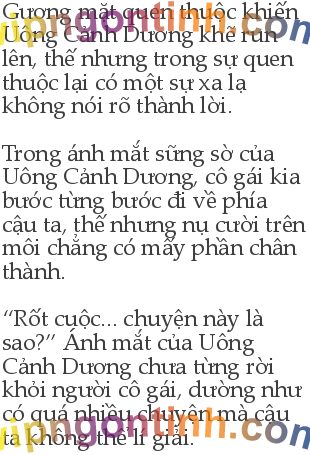 Gương mặt quen thuộc khiến
Uông Cảnh Dương khẽ run
lên, thế nhưng trong sự quen
thuộc lại có một sự xa lạ
không nói rõ thành lời.
Trong ánh mắt sững sờ của
Uông Cảnh Dương, cô gái kia
bước từng bước đi về phía
cậu ta, thế nhưng nụ cười trên
môi chẳng có mấy phần chân
thành.
“Rốt cuộc... chuyện này là
sao?” Ánh mắt của Uông
Cảnh Dương chưa từng rời
khỏi người cô gái, dường như
có quá nhiều chuyện mà cậu
ta không thể lí giải.
vipngontinh.com
vipngontinh.com